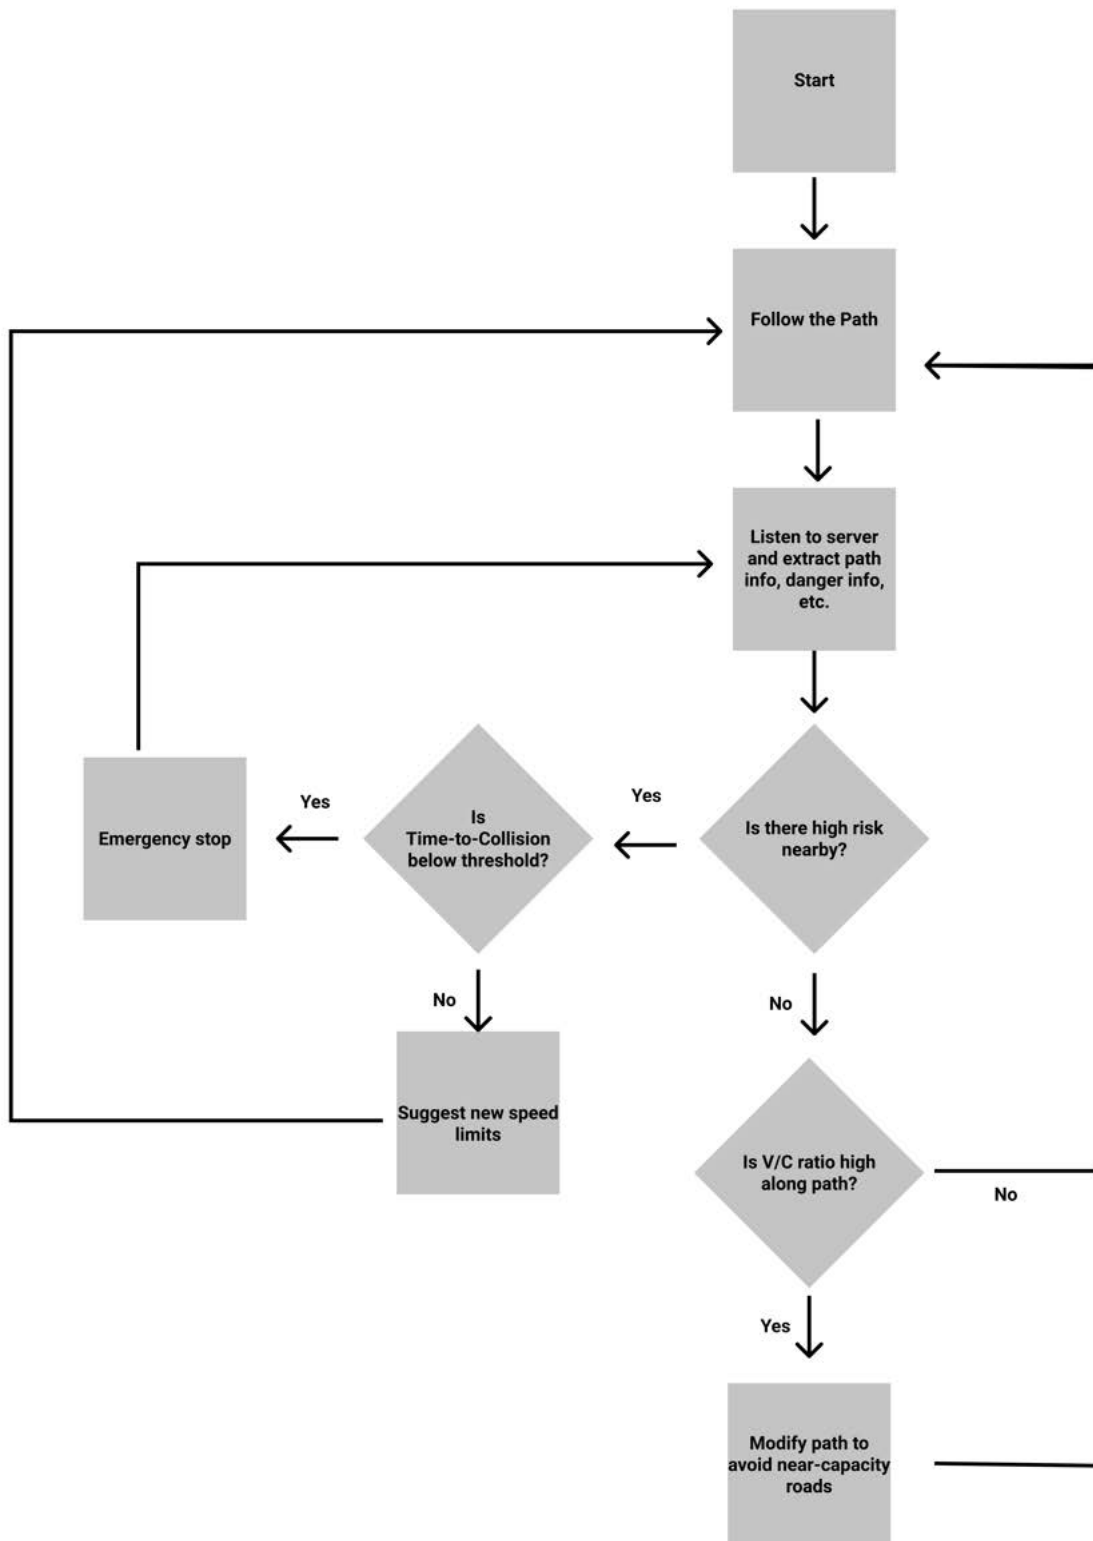 Start
Follow the Path
Listen to server
and extract path
info, danger info,
etc.
Is there high risk
nearby?
Yes
Is
Time-to-Collision
below threshold?
Yes
Emergency stop
No
Suggest new speed
limits
No
Is V/C ratio high
along path?
No
Yes
Modify path to
avoid near-capacity
roads